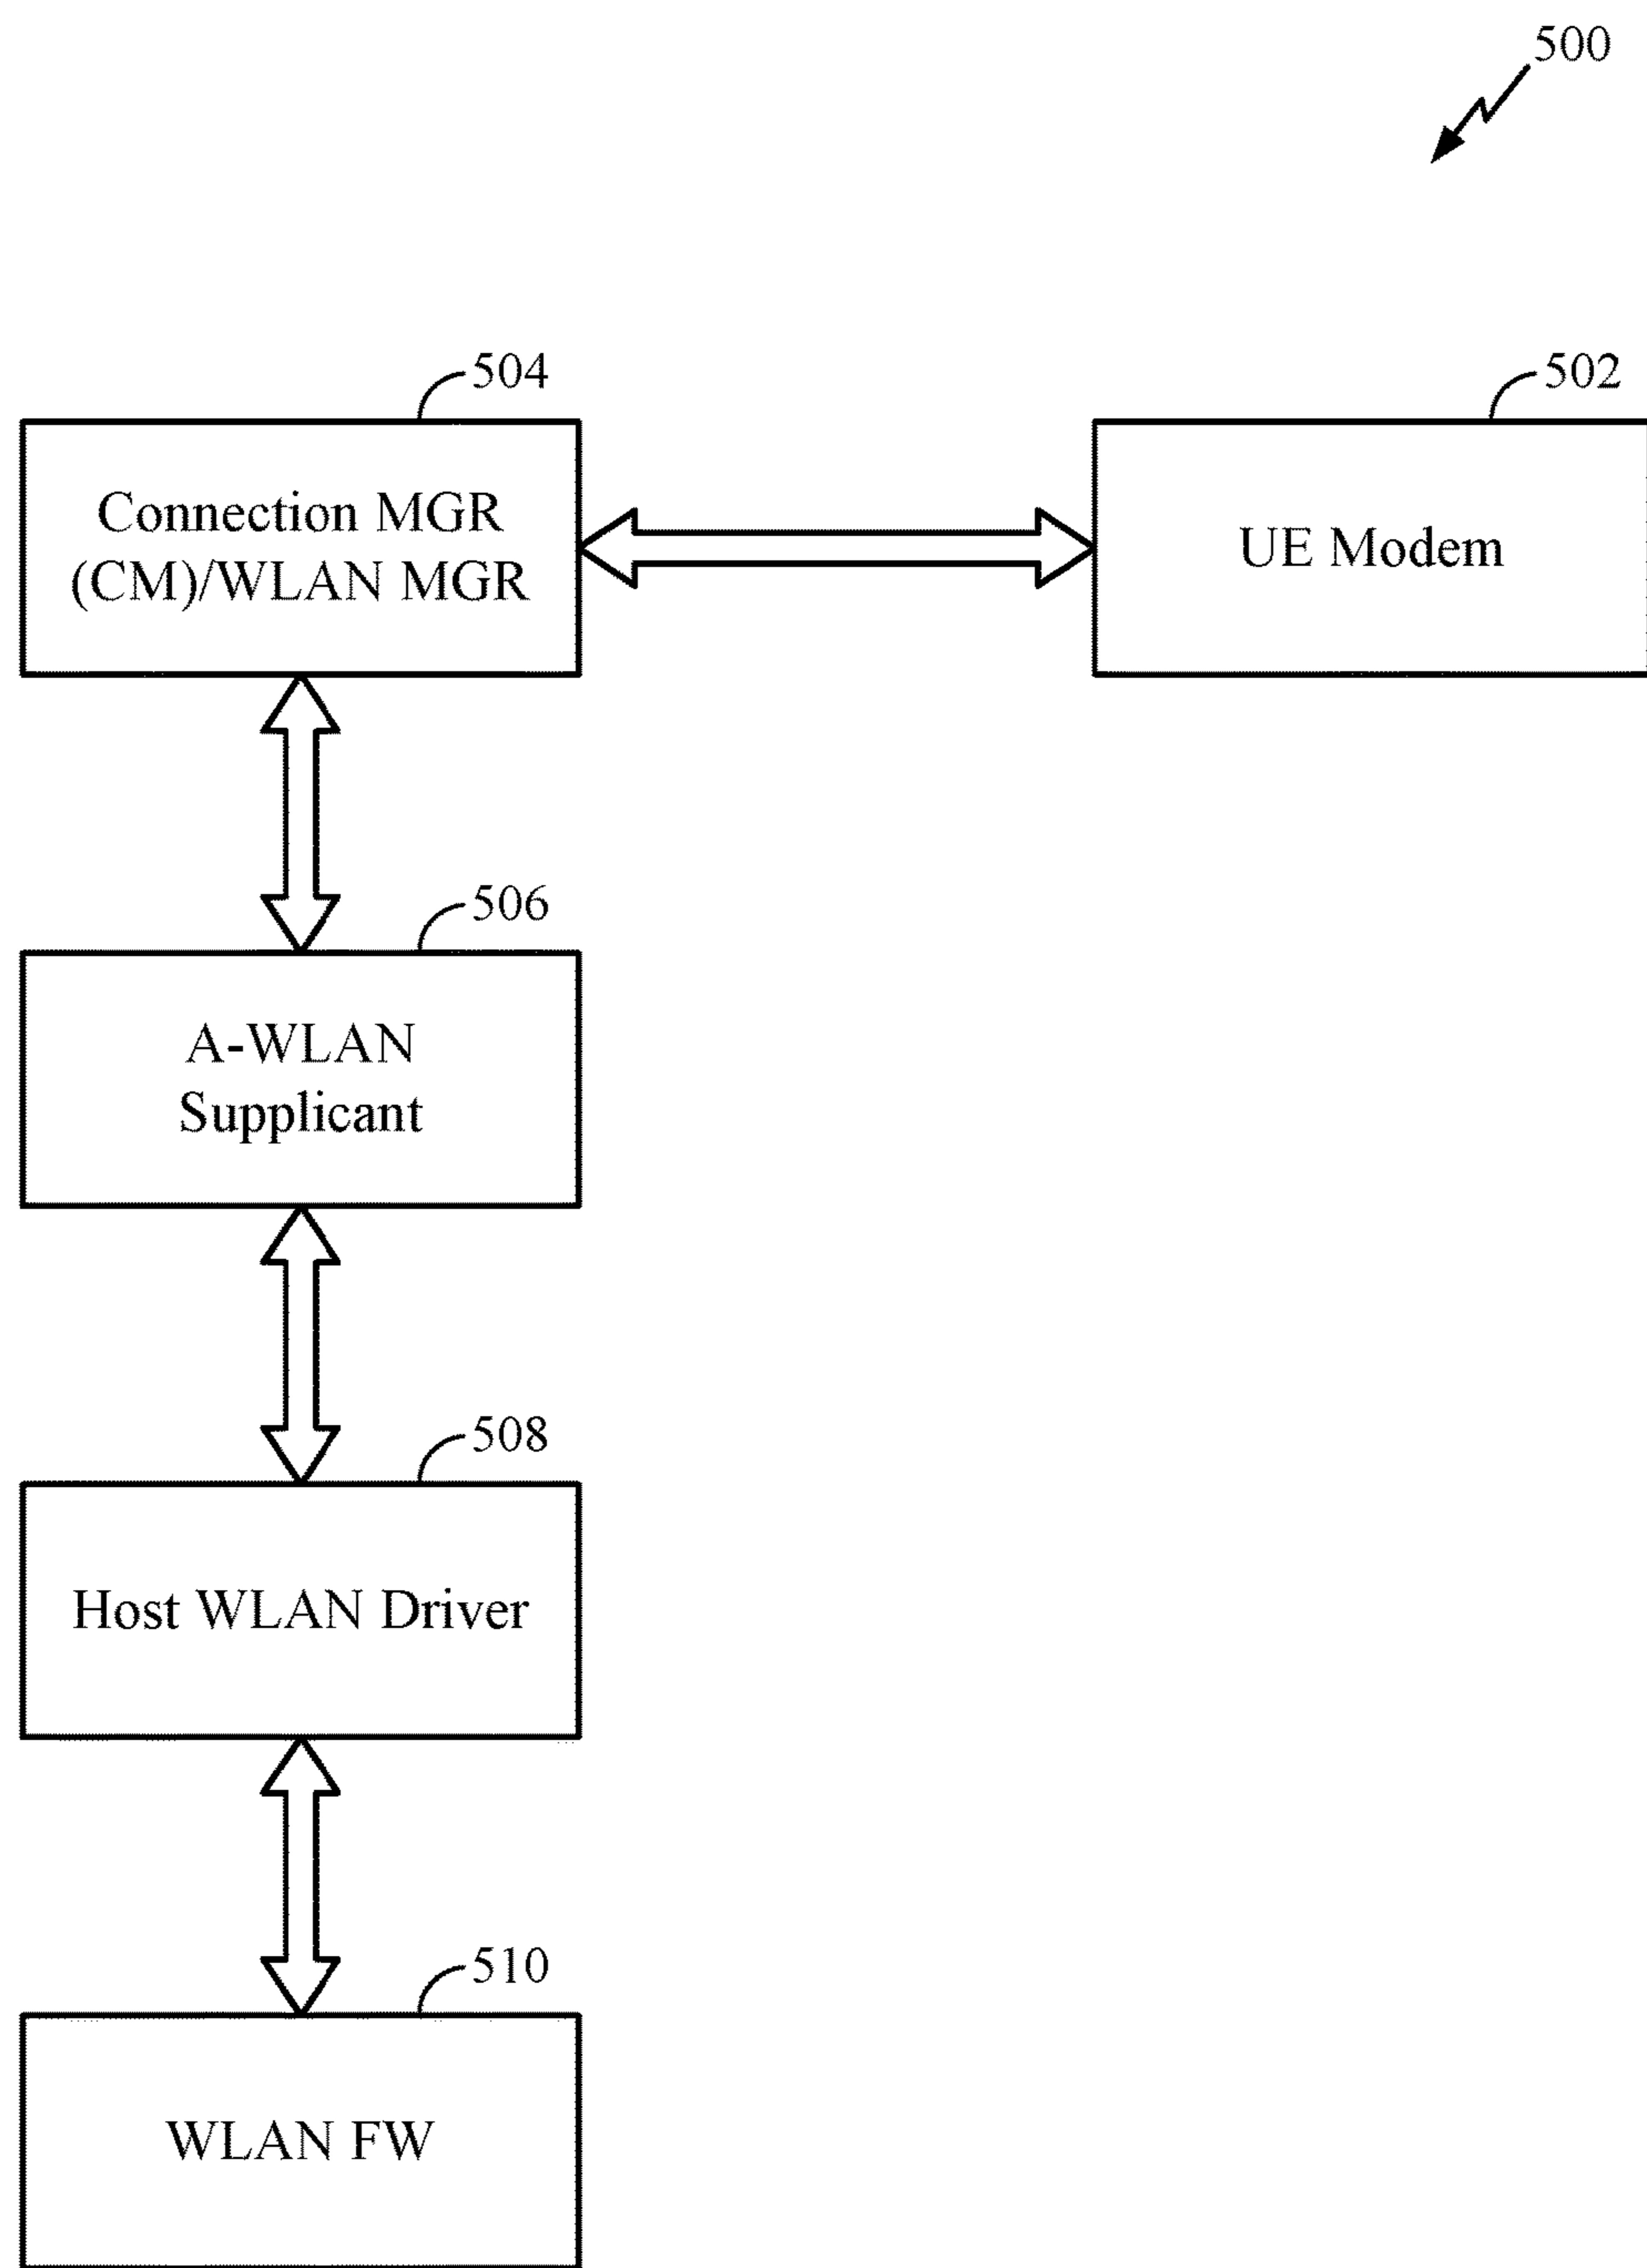 500
504
502
Connection MGR
(CM)/WLAN MGR
UE Modem
506
A-WLAN
Supplicant
508
Host WLAN Driver
510
WLAN FW